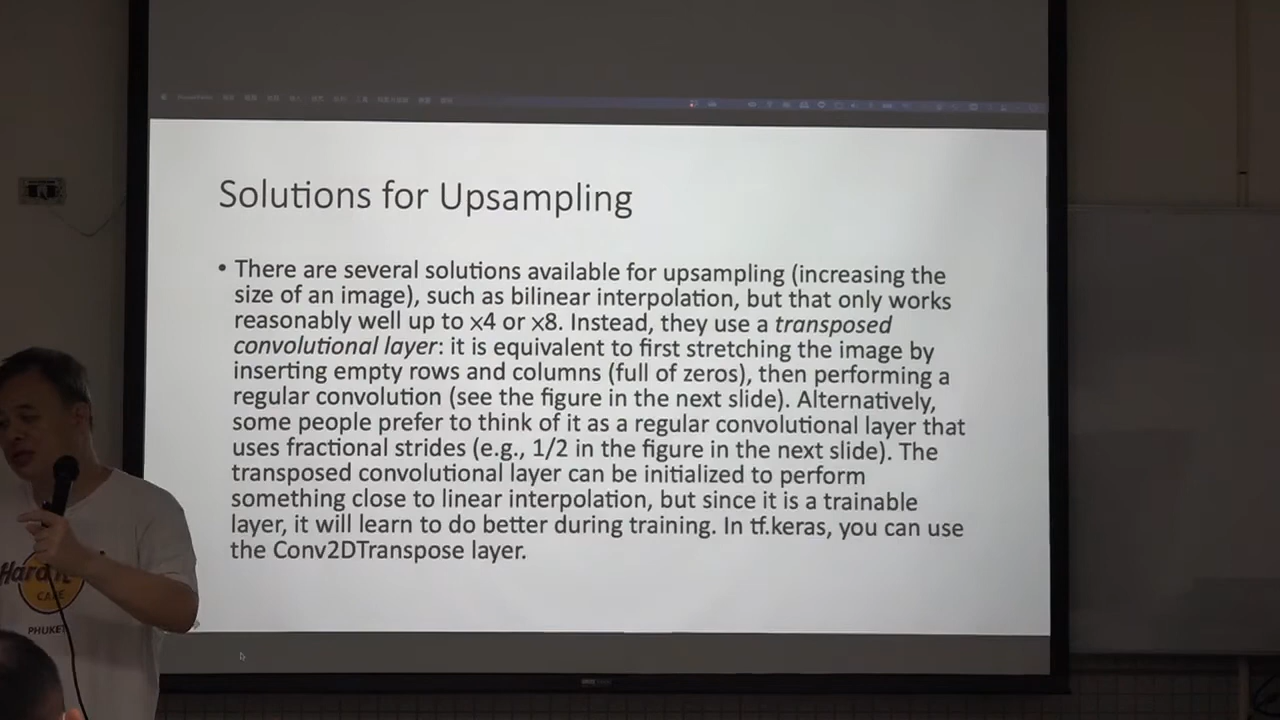 Solutions for Upsampling
• There are several solutions available for upsampling (increasing the
size of an image), such as bilinear interpolation, but that only works
reasonably well up to x4 or x8. Instead, they use a transposed
convolutional layer: it is equivalent to first stretching the image by
inserting empty rows and columns (full of zeros), then performing a
regular convolution (see the figure in the next slide). Alternatively,
some people prefer to think of it as a regular convolutional layer that
uses fractional strides (e.g., 1/2 in the figure in the next slide). The
transposed convolutional layer can be initialized to perform
something close to linear interpolation, but since it is a trainable
layer, it will learn to do better during training. In tf.keras, you can use
the Conv2DTranspose layer.
Hard
CAFE
PHUKET